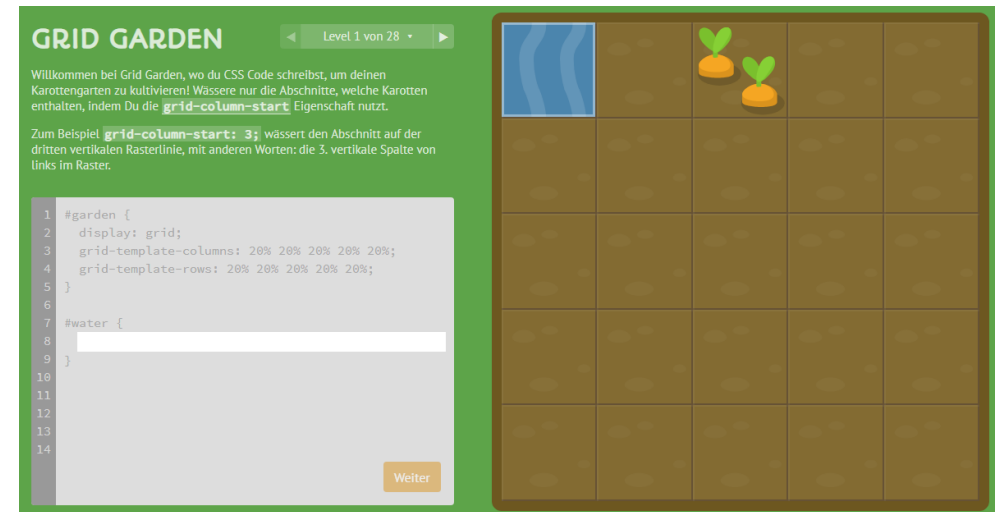 GRID GARDEN
◀ Level 1 von 28 ▾ ▶
Willkommen bei Grid Garden, wo du CSS Code schreibst, um deinen
Karottengarten zu kultivieren! Wässere nur die Abschnitte, welche Karotten
enthalten, indem Du die grid-column-start Eigenschaft nutzt.
Zum Beispiel grid-column-start: 3; wässert den Abschnitt auf der
dritten vertikalen Rasterlinie, mit anderen Worten: die 3. vertikale Spalte von
links im Raster.
1 #garden {
2 display: grid;
3 grid-template-columns: 20% 20% 20% 20% 20%;
4 grid-template-rows: 20% 20% 20% 20% 20%;
5 }
6
7 #water {
8
9 }
10
11
12
13
14
Weiter